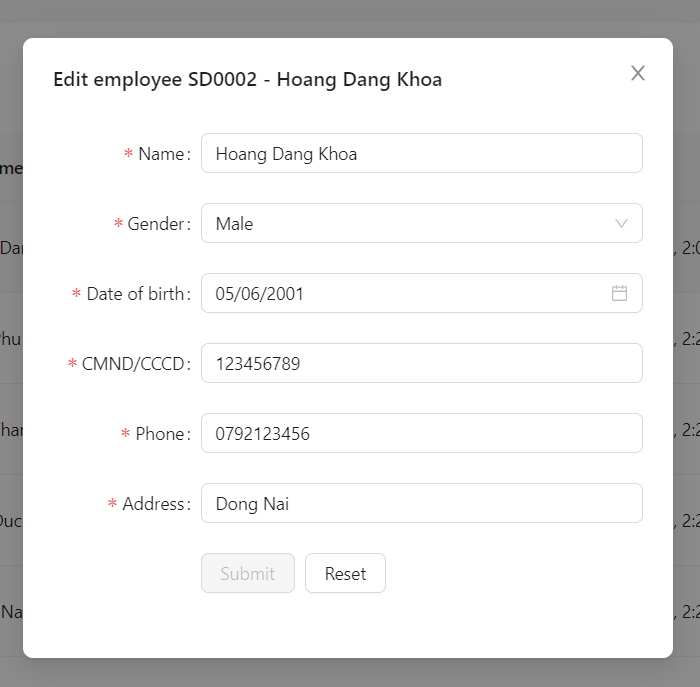 Edit employee SD0002 - Hoang Dang Khoa
* Name: Hoang Dang Khoa
* Gender: Male
* Date of birth: 05/06/2001
* CMND/CCCD: 123456789
* Phone: 0792123456
* Address: Dong Nai
Submit Reset